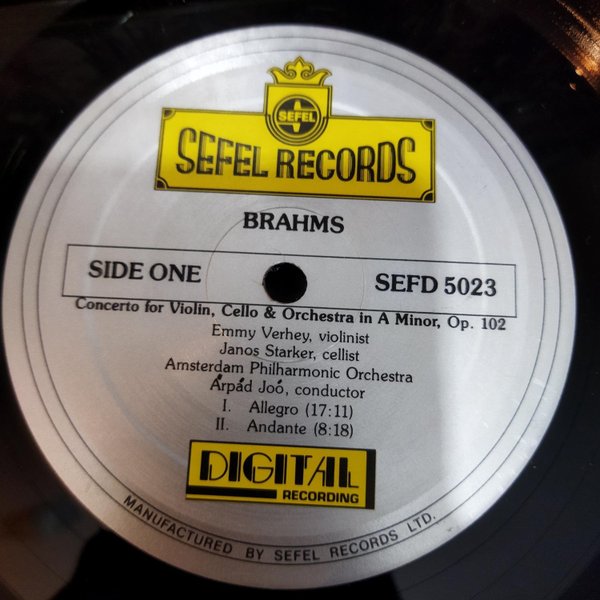 SEFEL
SEFEL RECORDS
BRAHMS
SIDE ONE SEFD 5023
Concerto for Violin, Cello & Orchestra in A Minor, Op. 102
Emmy Verhey, violinist
Janos Starker, cellist
Amsterdam Philharmonic Orchestra
Árpád Joó, conductor
I. Allegro (17:11)
II. Andante (8:18)
DIGITAL
RECORDING
MANUFACTURED BY SEFEL RECORDS LTD.